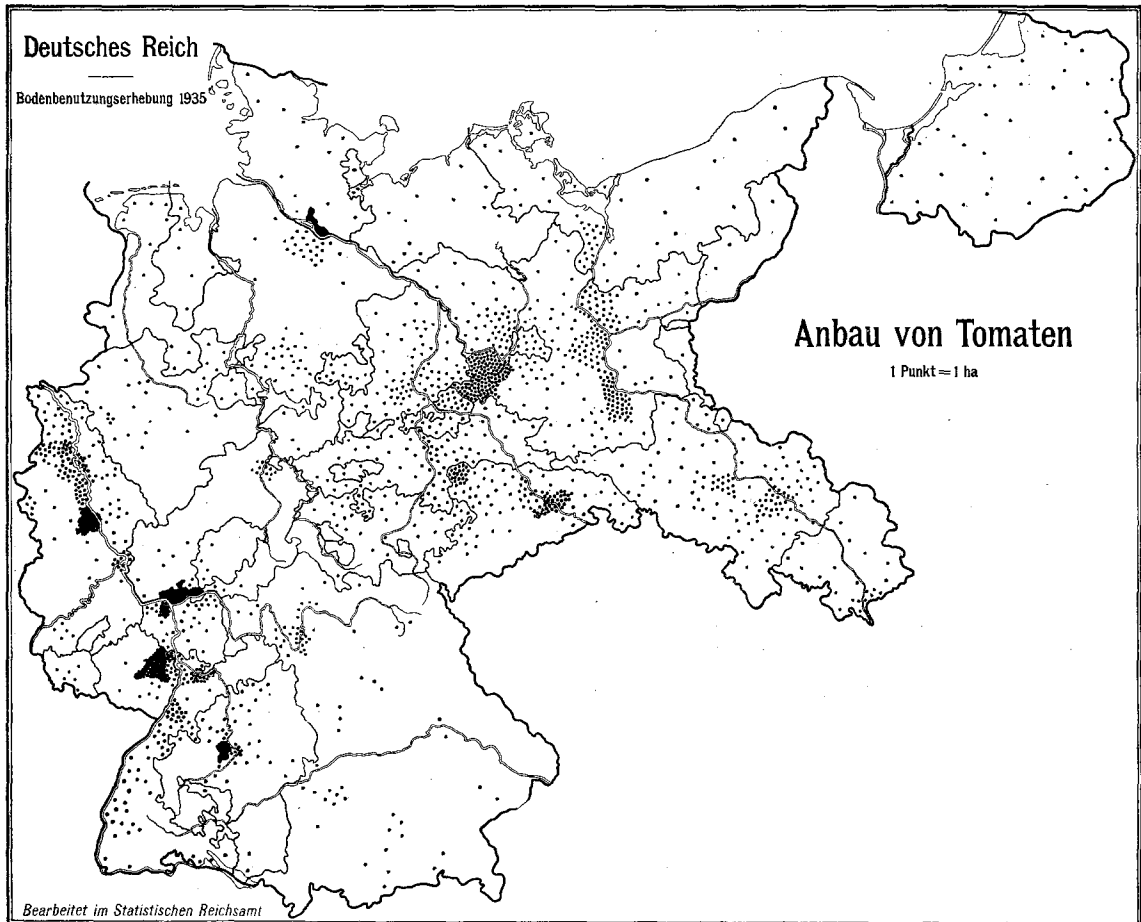 Deutsches Reich
Bodenbenutzungserhebung 1935
Anbau von Tomaten
1 Punkt = 1 ha
Bearbeitet im Statistischen Reichsamt